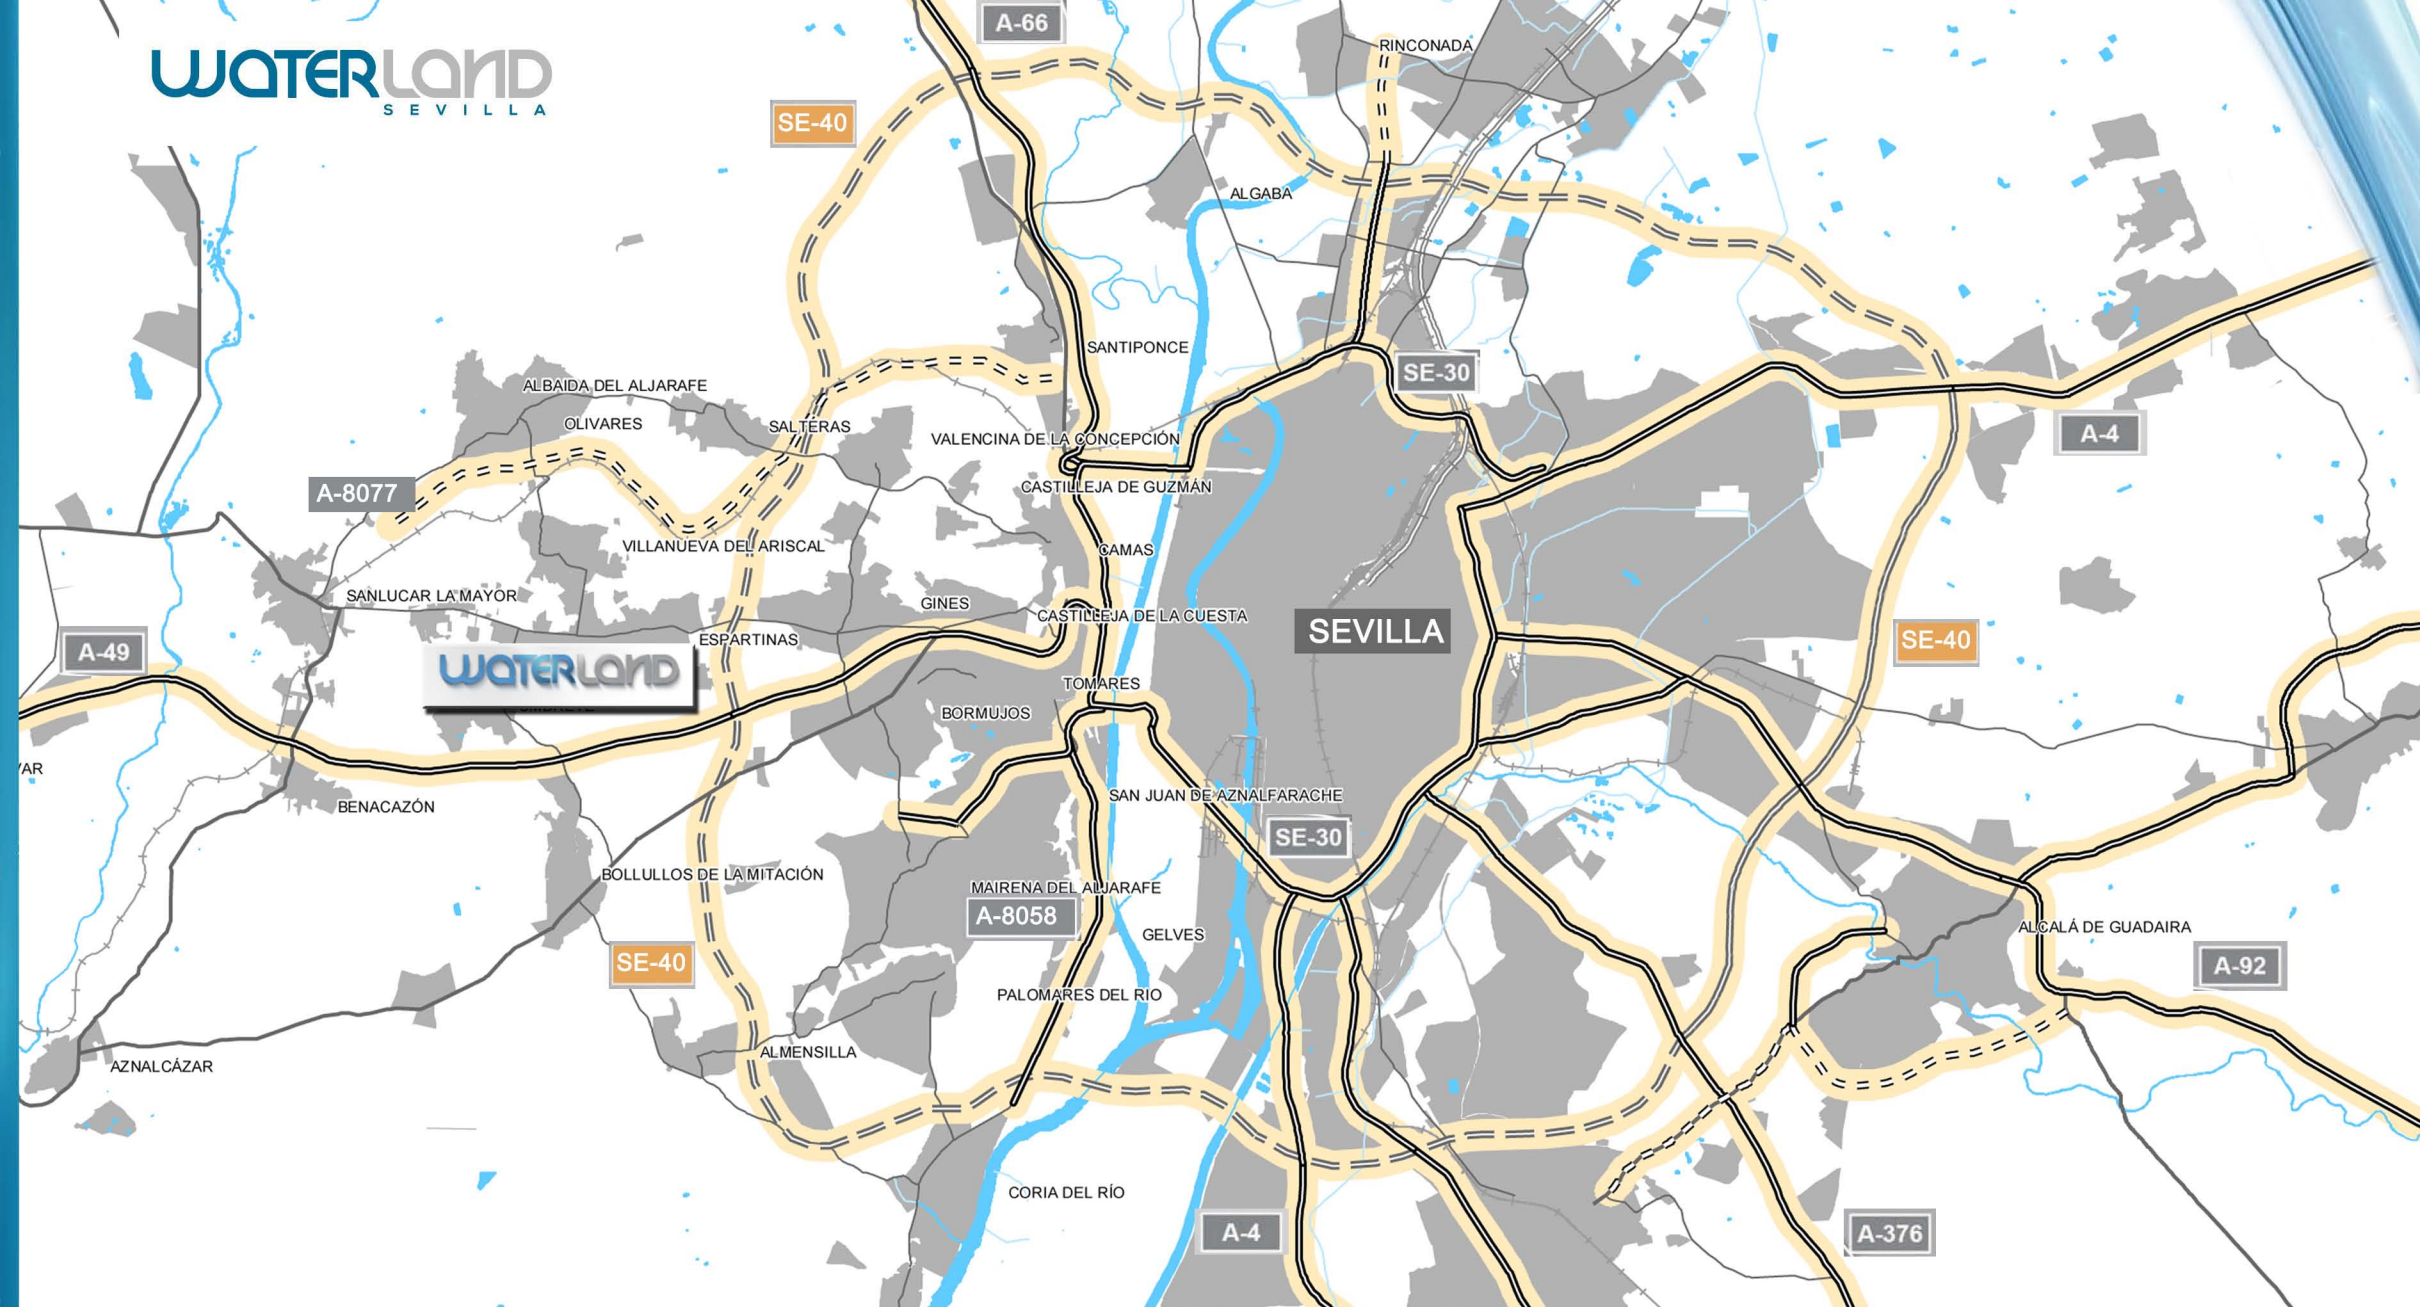 A-66
RINCONADA
WATERLAND
SEVILLA
SE-40
ALGABA
SANTIPONCE
SE-30
ALBAIDA DEL ALJARAFE
OLIVARES
SALTERAS
VALENCINA DE LA CONCEPCIÓN
A-4
A-8077
CASTILLEJA DE GUZMÁN
VILLANUEVA DEL ARISCAL
CAMAS
SANLUCAR LA MAYOR
GINES
CASTILLEJA DE LA CUESTA
SEVILLA
ESPARTINAS
SE-40
A-49
WATERLAND
TOMARES
BORMUJOS
SAN JUAN DE AZNALFARACHE
BENACAZÓN
SE-30
BOLLULLOS DE LA MITACIÓN
MAIRENA DEL ALJARAFE
A-8058
GELVES
ALCALÁ DE GUADAIRA
SE-40
A-92
PALOMARES DEL RIO
ALMENSILLA
AZNALCÁZAR
CORIA DEL RÍO
A-4
A-376